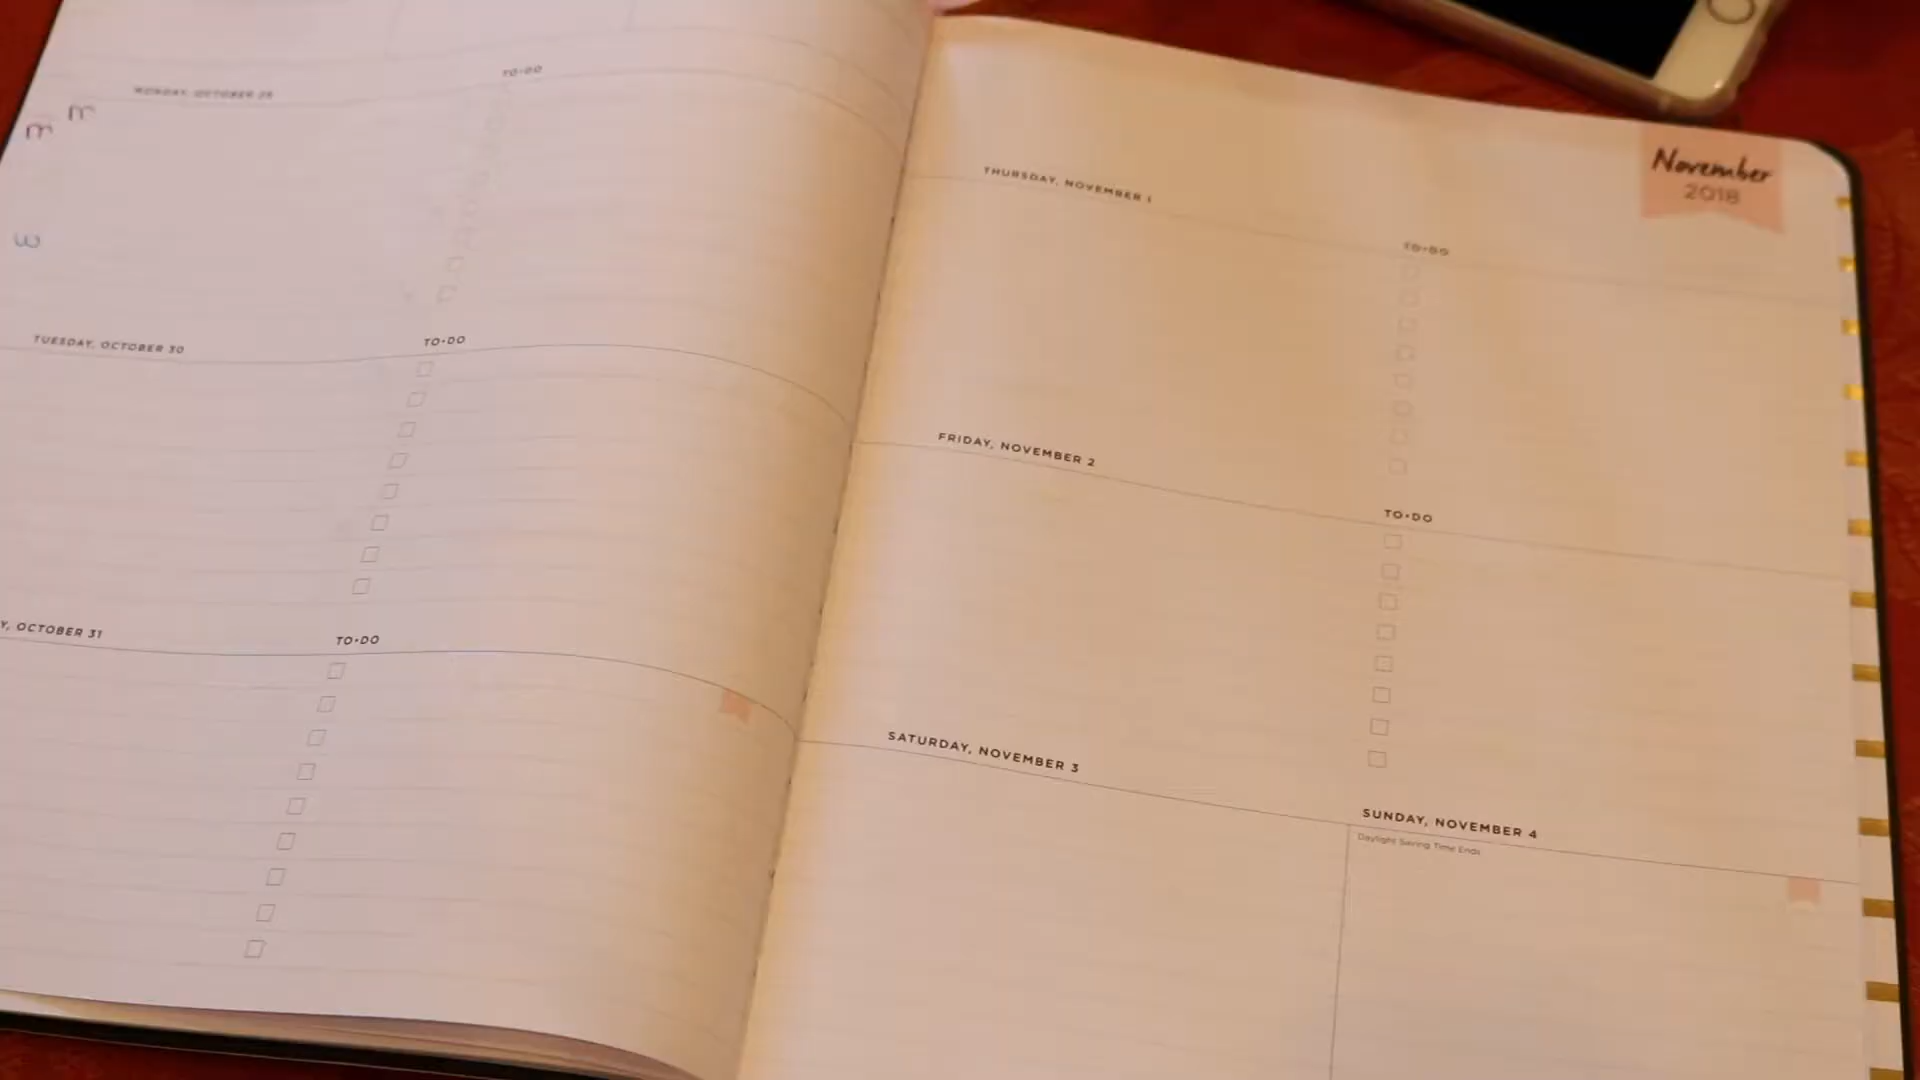 MONDAY, OCTOBER 29
TO•DO
TUESDAY, OCTOBER 30
TO•DO
OCTOBER 31
TO•DO
November
2018
THURSDAY, NOVEMBER 1
TO•DO
FRIDAY, NOVEMBER 2
TO•DO
SATURDAY, NOVEMBER 3
SUNDAY, NOVEMBER 4
Daylight Saving Time Ends